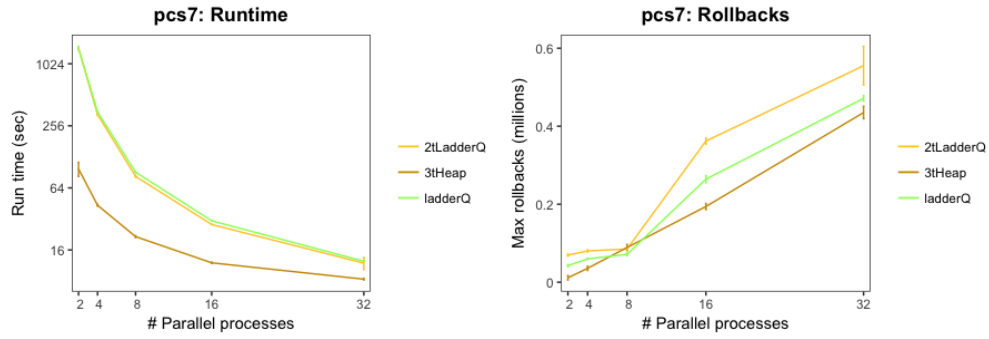 pcs7: Runtime
Run time (sec)
1024
256
64
16
2 4 8 16 32
# Parallel processes
2tLadderQ
3tHeap
ladderQ
pcs7: Rollbacks
Max rollbacks (millions)
0.6
0.4
0.2
0
2 4 8 16 32
# Parallel processes
2tLadderQ
3tHeap
ladderQ